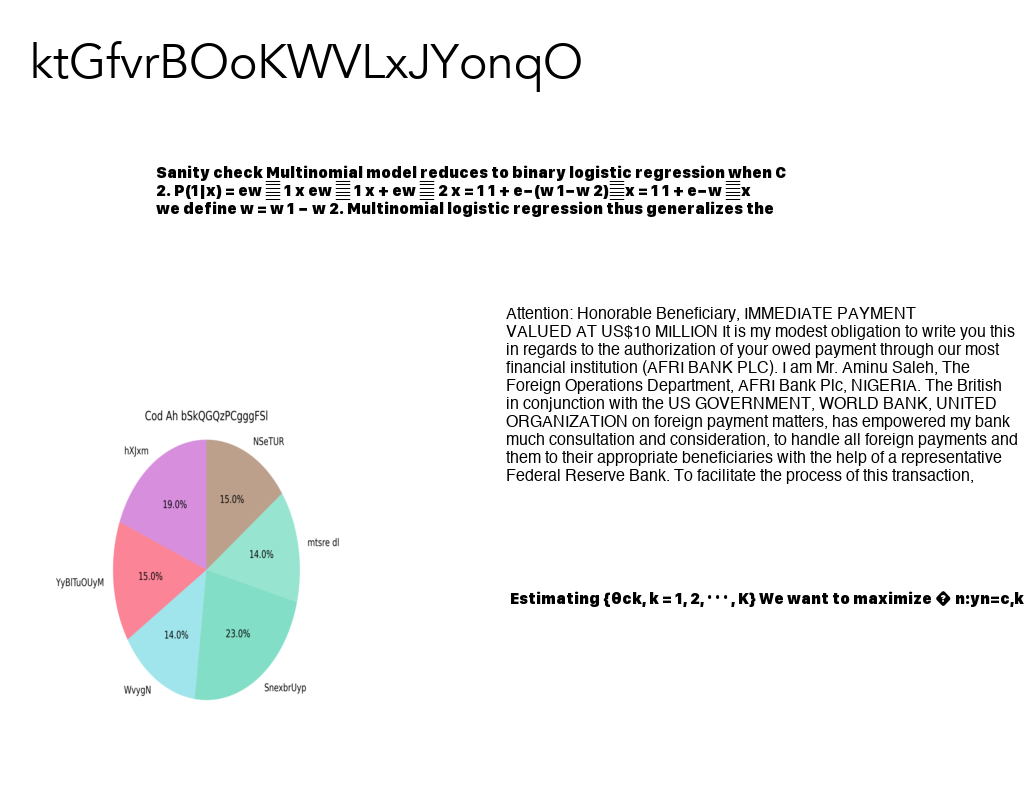 ktGfvrBOoKWVLxJYonqO
Sanity check Multinomial model reduces to binary logistic regression when C
2. P(1|x) = ew 1 x ew 1 x + ew 2 x = 1 1 + e−(w 1−w 2) x = 1 1 + e−w x
we define w = w 1 − w 2. Multinomial logistic regression thus generalizes the
Attention: Honorable Beneficiary, IMMEDIATE PAYMENT
VALUED AT US$10 MILLION It is my modest obligation to write you this
in regards to the authorization of your owed payment through our most
financial institution (AFRI BANK PLC). I am Mr. Aminu Saleh, The
Foreign Operations Department, AFRI Bank Plc, NIGERIA. The British
in conjunction with the US GOVERNMENT, WORLD BANK, UNITED
ORGANIZATION on foreign payment matters, has empowered my bank
much consultation and consideration, to handle all foreign payments and
them to their appropriate beneficiaries with the help of a representative
Federal Reserve Bank. To facilitate the process of this transaction,
Cod Ah bSkQGQzPCgggFSl
hXJxm
NSeTUR
19.0%
15.0%
mtsre dl
14.0%
YyBlTuOUyM
15.0%
14.0%
23.0%
WvygN
SnexbrUyp
Estimating {θck, k = 1, 2, · · · , K} We want to maximize � n:yn=c,k